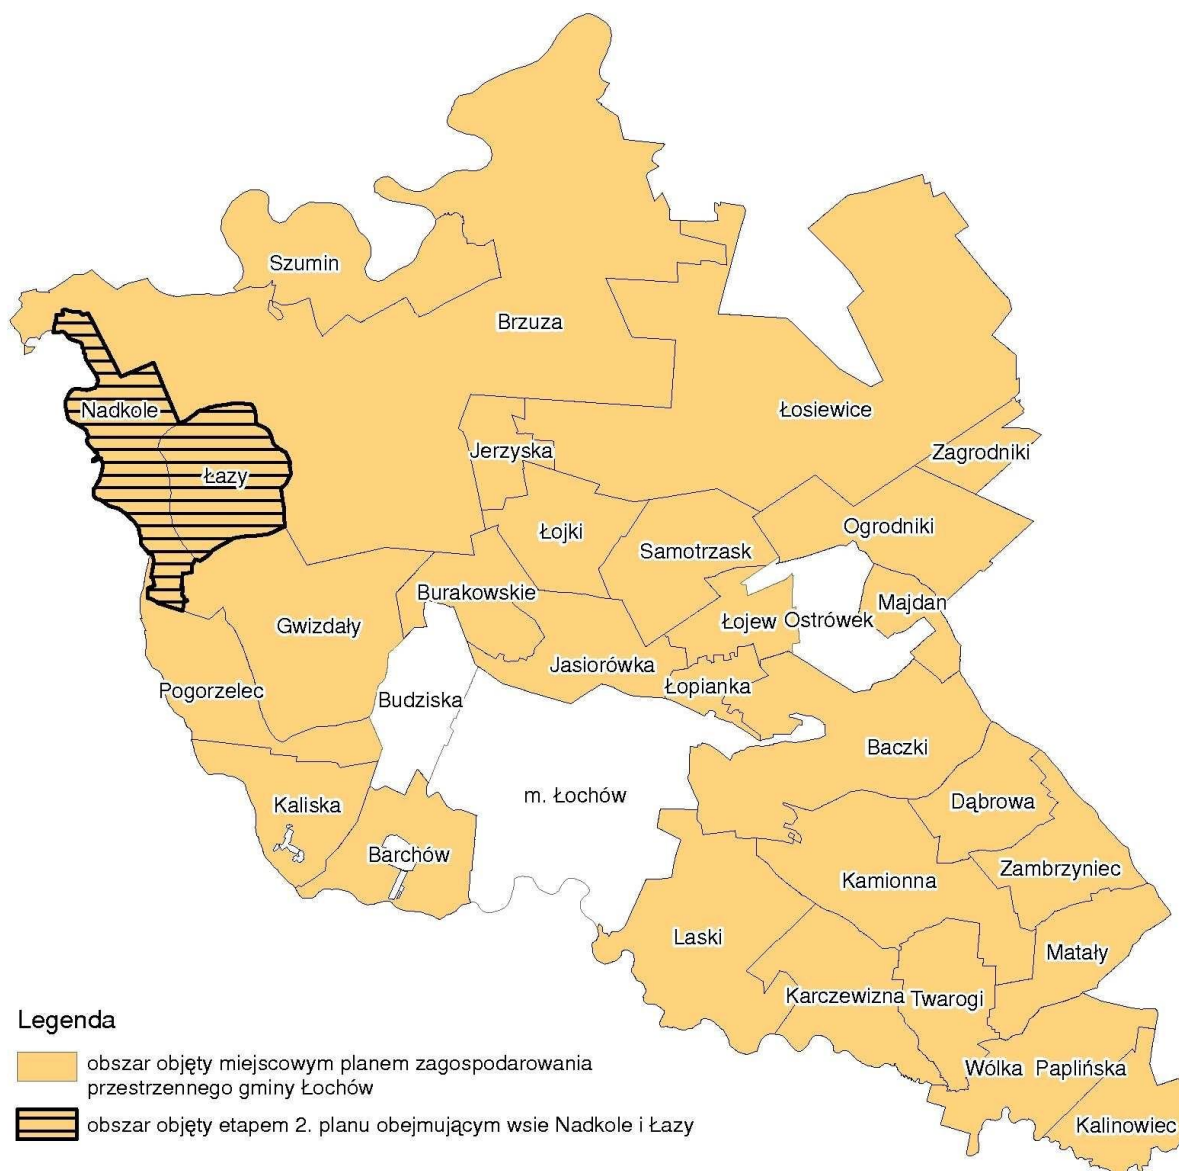 Szumin
Brzuza
Nadkole
Łosiewice
Jerzyska
Zagrodniki
Łazy
Łojki
Ogrodniki
Samotrzask
Burakowskie
Majdan
Gwizdały
Łojew
Ostrówek
Jasiorówka
Pogorzelec
Łopianka
Budziska
Baczki
m. Łochów
Kaliska
Dąbrowa
Barchów
Zambrzyniec
Kamionna
Laski
Matały
Karczewizna
Twarogi
Wólka Paplińska
Kalinowiec
Legenda
obszar objęty miejscowym planem zagospodarowania
przestrzennego gminy Łochów
obszar objęty etapem 2. planu obejmującym wsie Nadkole i Łazy